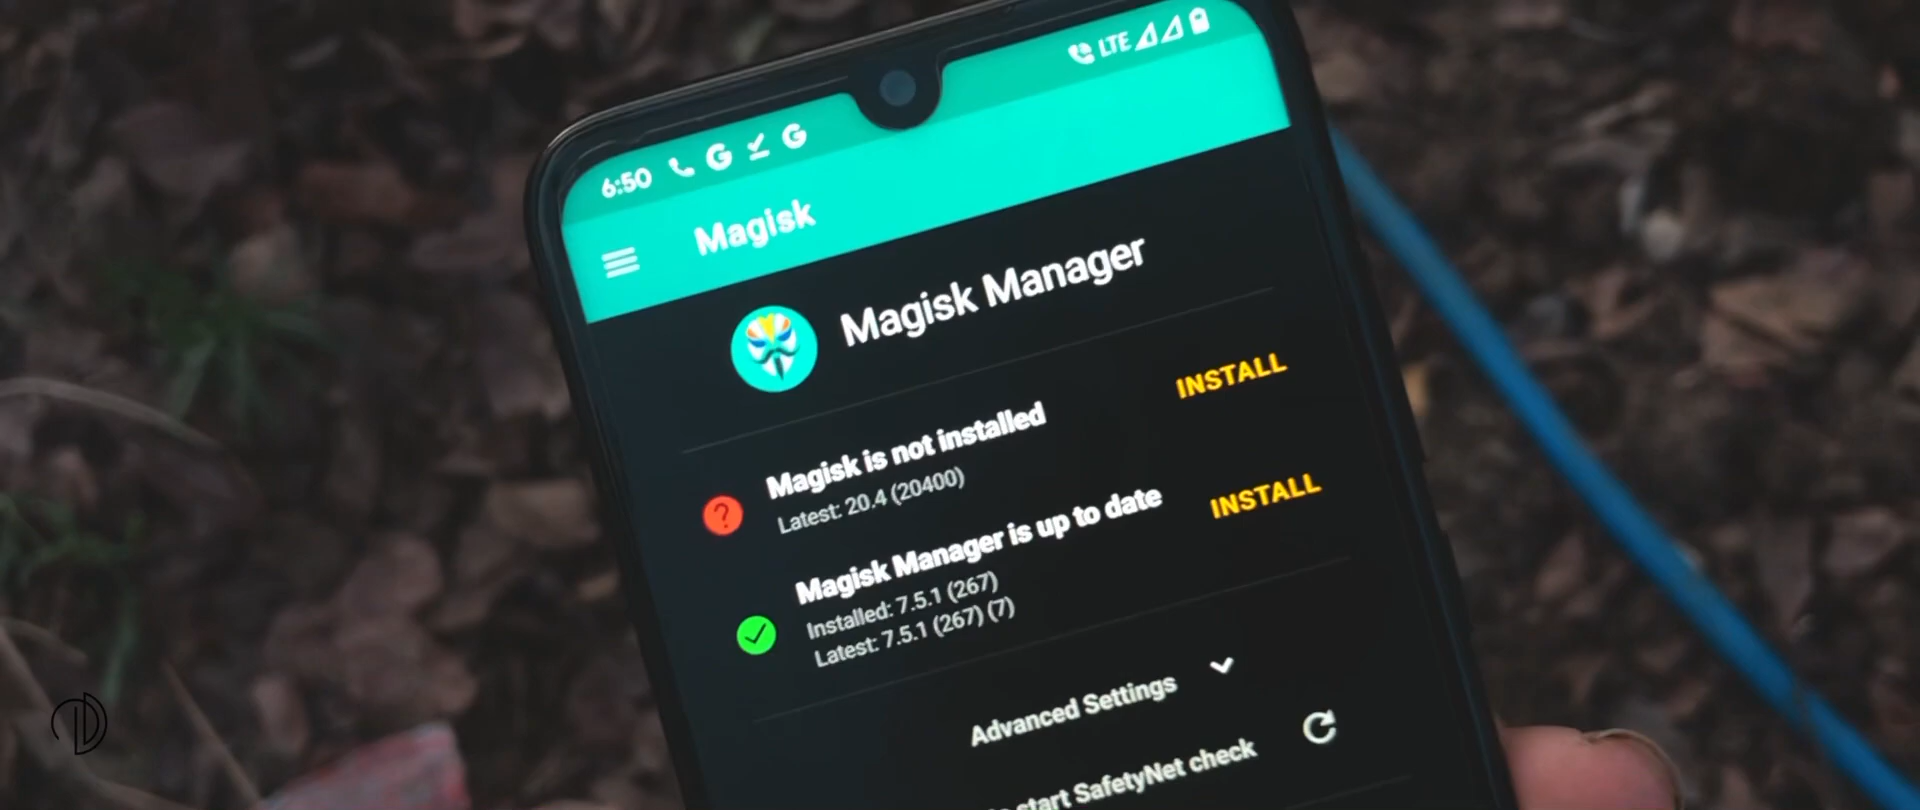 6:50
LTE
Magisk
Magisk Manager
Magisk is not installed
Latest: 20.4 (20400)
INSTALL
Magisk Manager is up to date
Installed: 7.5.1 (267)
Latest: 7.5.1 (267) (7)
INSTALL
Advanced Settings
start SafetyNet check